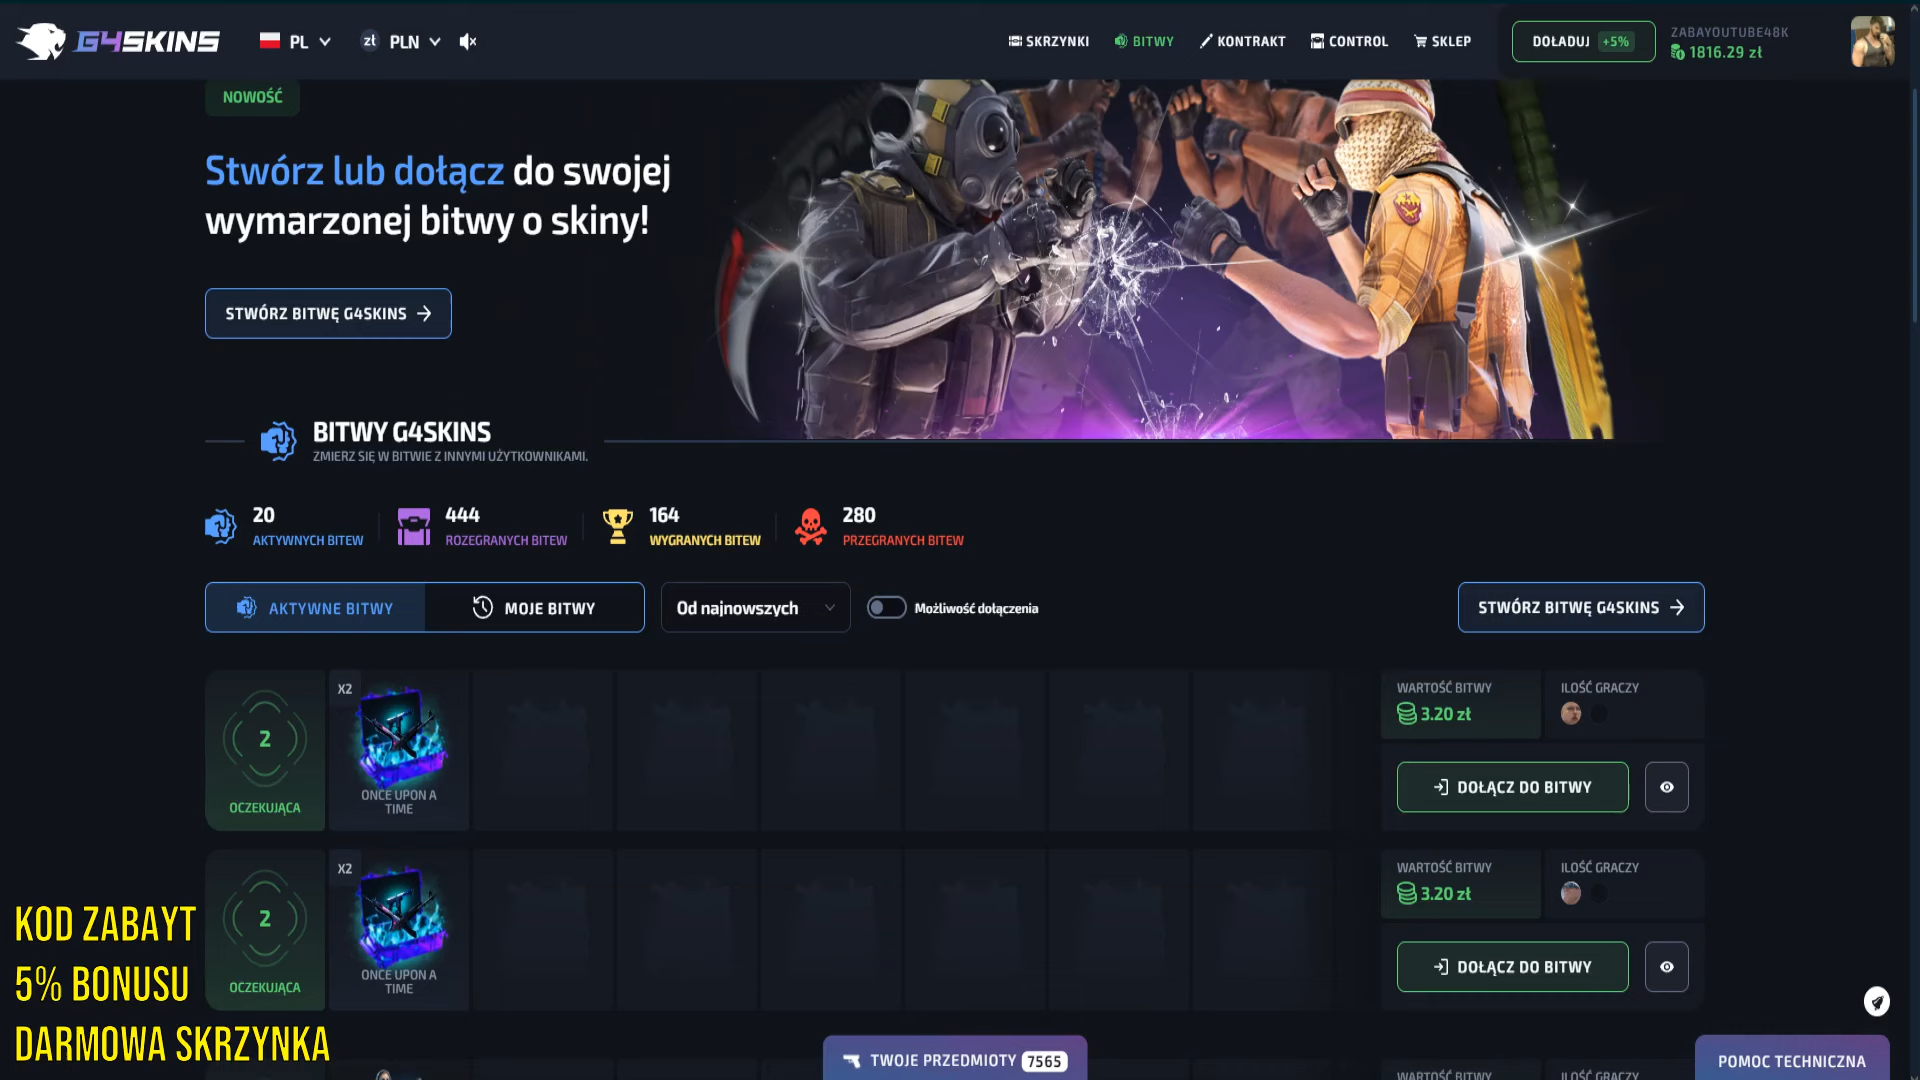 G4SKINS
PL
zł PLN
SKRZYNKI
BITWY
KONTRAKT
CONTROL
SKLEP
DOŁADUJ +5%
ZABAYOUTUBE48K
1816.29 zł
NOWOŚĆ
Stwórz lub dołącz do swojej
wymarzonej bitwy o skiny!
STWÓRZ BITWĘ G4SKINS
BITWY G4SKINS
ZMIERZ SIĘ W BITWIE Z INNYMI UŻYTKOWNIKAMI.
20
AKTYWNYCH BITEW
444
ROZEGRANYCH BITEW
164
WYGRANYCH BITEW
280
PRZEGRANYCH BITEW
AKTYWNE BITWY
MOJE BITWY
Od najnowszych
Możliwość dołączenia
STWÓRZ BITWĘ G4SKINS
2
OCZEKUJĄCA
X2
ONCE UPON A
TIME
WARTOŚĆ BITWY
3.20 zł
ILOŚĆ GRACZY
DOŁĄCZ DO BITWY
2
OCZEKUJĄCA
X2
ONCE UPON A
TIME
WARTOŚĆ BITWY
3.20 zł
ILOŚĆ GRACZY
DOŁĄCZ DO BITWY
KOD ZABAYT
5% BONUSU
DARMOWA SKRZYNKA
TWOJE PRZEDMIOTY 7565
WARTOŚĆ BITWY
ILOŚĆ GRACZY
POMOC TECHNICZNA